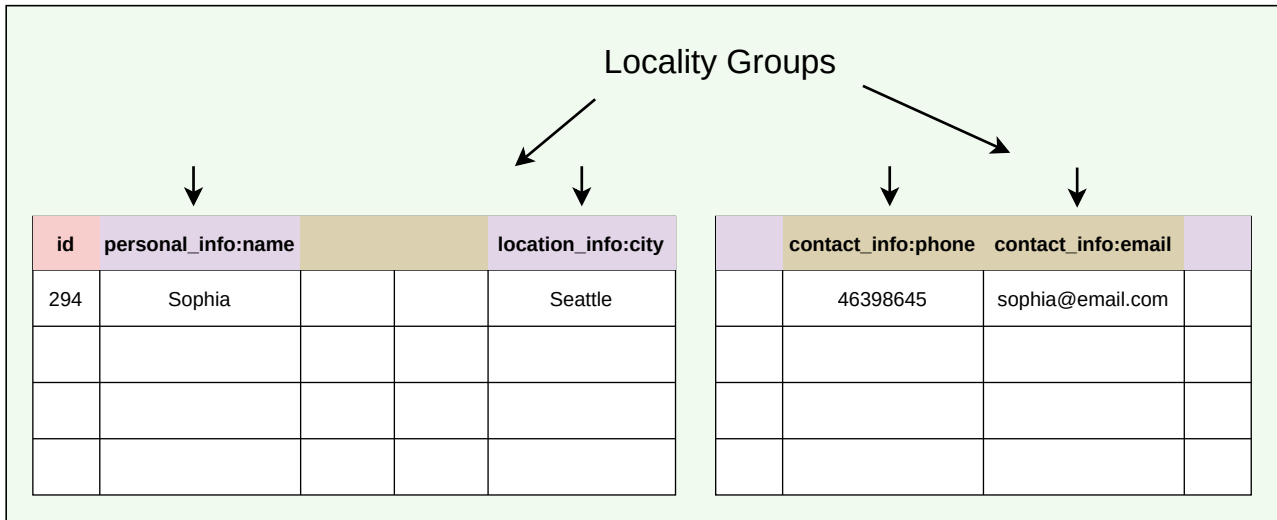 Locality Groups
id personal_info:name location_info:city contact_info:phone contact_info:email
294 Sophia Seattle 46398645 sophia@email.com